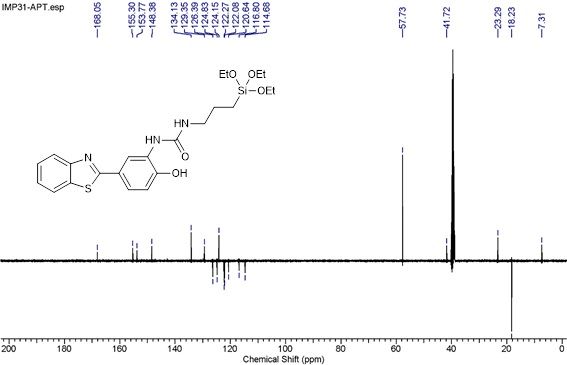 IMP31-APT.esp
168.05
155.30
153.77
148.38
134.13
129.35
126.39
124.83
124.15
122.27
122.08
120.64
116.80
114.68
57.73
41.72
23.29
18.23
7.31
OEt
EtO OEt
Si
OEt
HN
HN
O
N
S
OH
200 180 160 140 120 100 80 60 40 20 0
Chemical Shift (ppm)